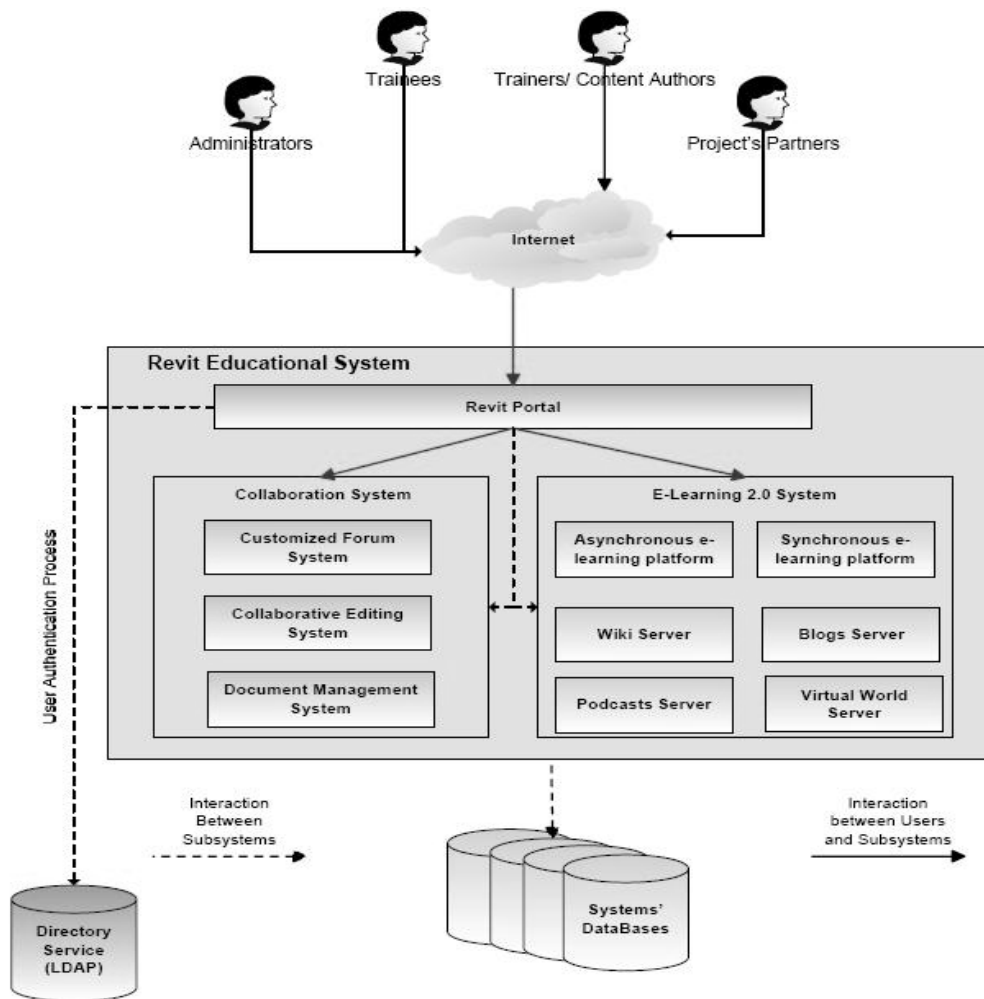 Trainees
Trainers/ Content Authors
Administrators
Project's Partners
Internet
Revit Educational System
Revit Portal
User Authentication Process
Collaboration System
Customized Forum
System
Collaborative Editing
System
Document Management
System
E-Learning 2.0 System
Asynchronous e-
learning platform
Synchronous e-
learning platform
Wiki Server
Blogs Server
Podcasts Server
Virtual World
Server
Interaction
Between
Subsystems
Interaction
between Users
and Subsystems
Directory
Service
(LDAP)
Systems'
DataBases